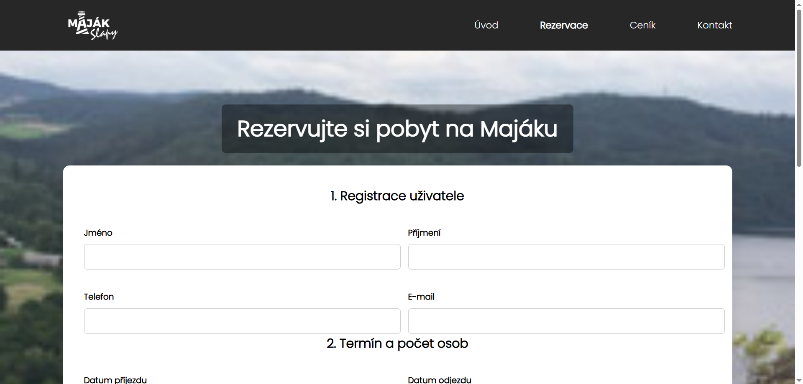 MAJÁK
Slapy
Úvod
Rezervace
Ceník
Kontakt
Rezervujte si pobyt na Majáku
1. Registrace uživatele
Jméno
Příjmení
Telefon
E-mail
2. Termín a počet osob
Datum příjezdu
Datum odjezdu